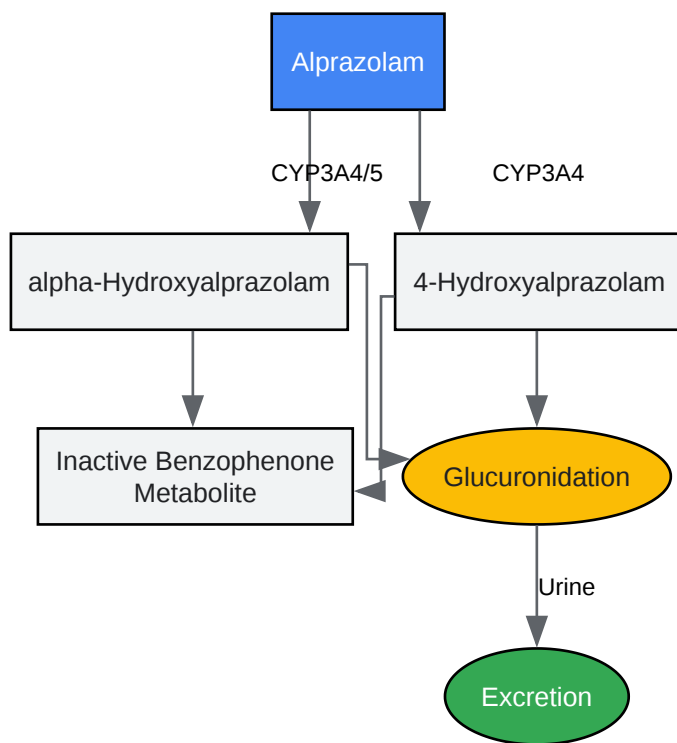 Alprazolam
CYP3A4/5
CYP3A4
alpha-Hydroxyalprazolam
4-Hydroxyalprazolam
Inactive Benzophenone
Metabolite
Glucuronidation
Urine
Excretion